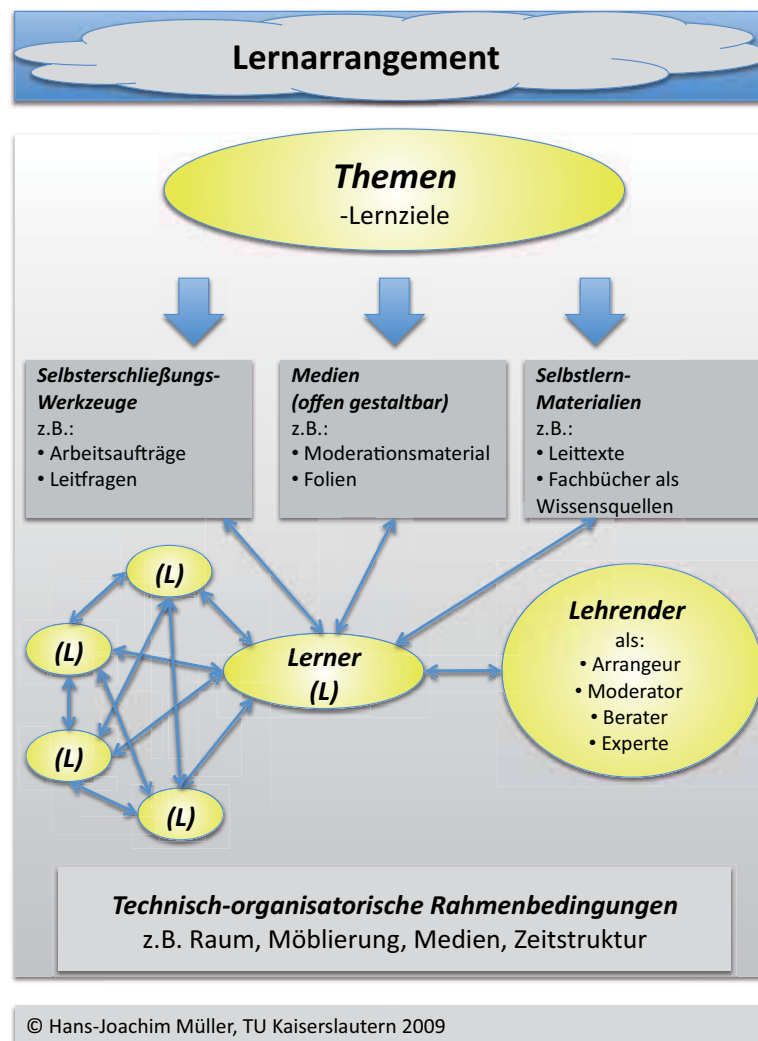 Lernarrangement
Themen
-Lernziele
Selbsterschließungs-
Werkzeuge
z.B.:
• Arbeitsaufträge
• Leitfragen
Medien
(offen gestaltbar)
z.B.:
• Moderationsmaterial
• Folien
Selbstlern-
Materialien
z.B.:
• Leittexte
• Fachbücher als
Wissensquellen
(L)
(L)
(L)
(L)
Lerner
(L)
Lehrender
als:
• Arrangeur
• Moderator
• Berater
• Experte
Technisch-organisatorische Rahmenbedingungen
z.B. Raum, Möblierung, Medien, Zeitstruktur
© Hans-Joachim Müller, TU Kaiserslautern 2009